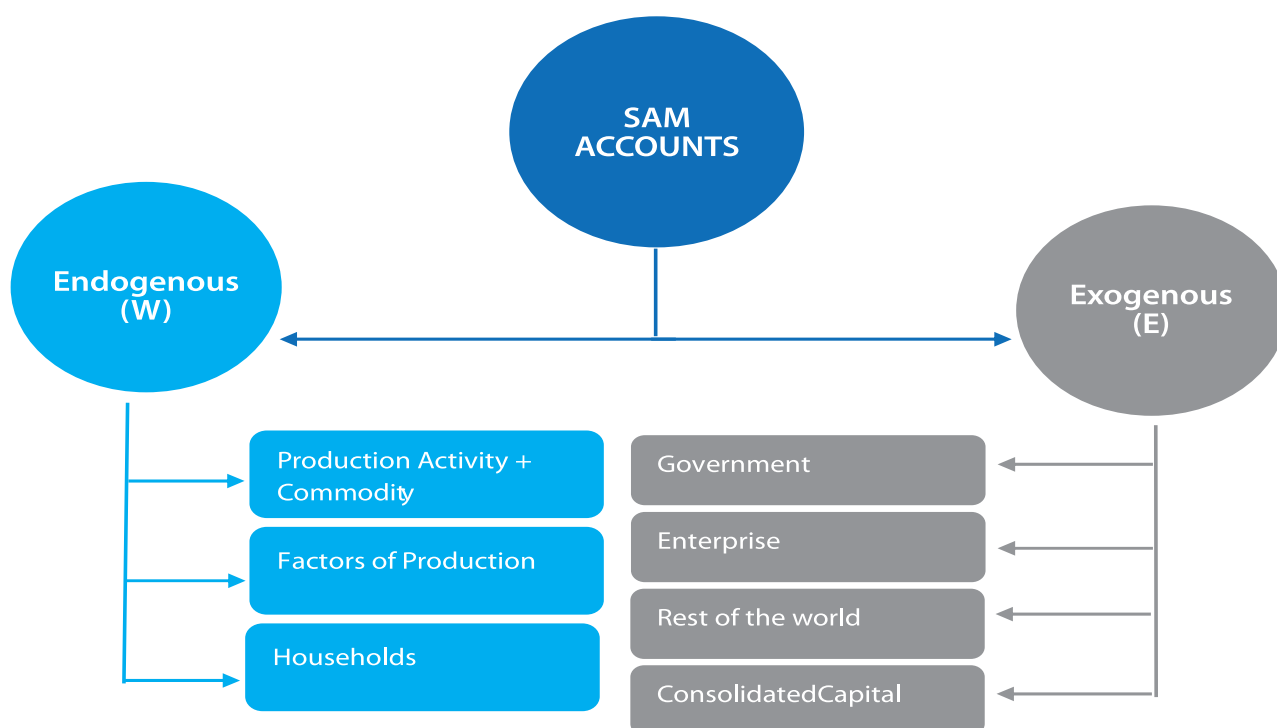 SAM
ACCOUNTS
Endogenous
(W)
Exogenous
(E)
Production Activity +
Commodity
Factors of Production
Households
Government
Enterprise
Rest of the world
ConsolidatedCapital